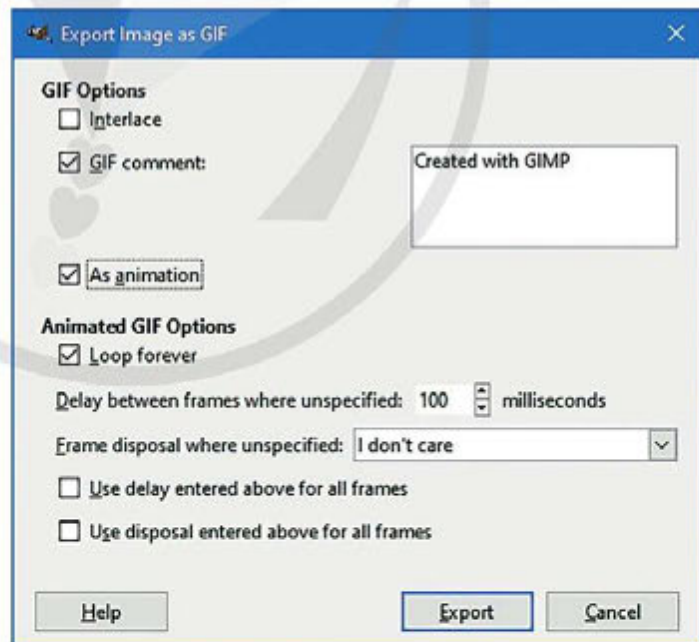 Export Image as GIF
GIF Options
Interlace
GIF comment:
Created with GIMP
As animation
Animated GIF Options
Loop forever
Delay between frames where unspecified: 100 milliseconds
Frame disposal where unspecified: I don't care
Use delay entered above for all frames
Use disposal entered above for all frames
Help Export Cancel